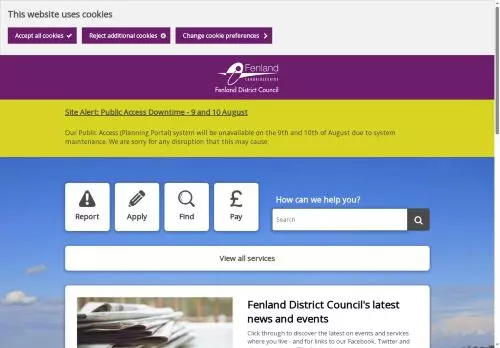 This website uses cookies
Accept all cookies
Reject additional cookies
Change cookie preferences
Fenland
CAMBRIDGESHIRE
Fenland District Council
Site Alert: Public Access Downtime - 9 and 10 August
Our Public Access (Planning Portal) system will be unavailable on the 9th and 10th of August due to system
maintenance. We are sorry for any disruption that this may cause.
Report
Apply
Find
£
Pay
How can we help you?
Search
View all services
Fenland District Council's latest
news and events
Click through to discover the latest on events and services
where you live - and for links to our Facebook, Twitter and